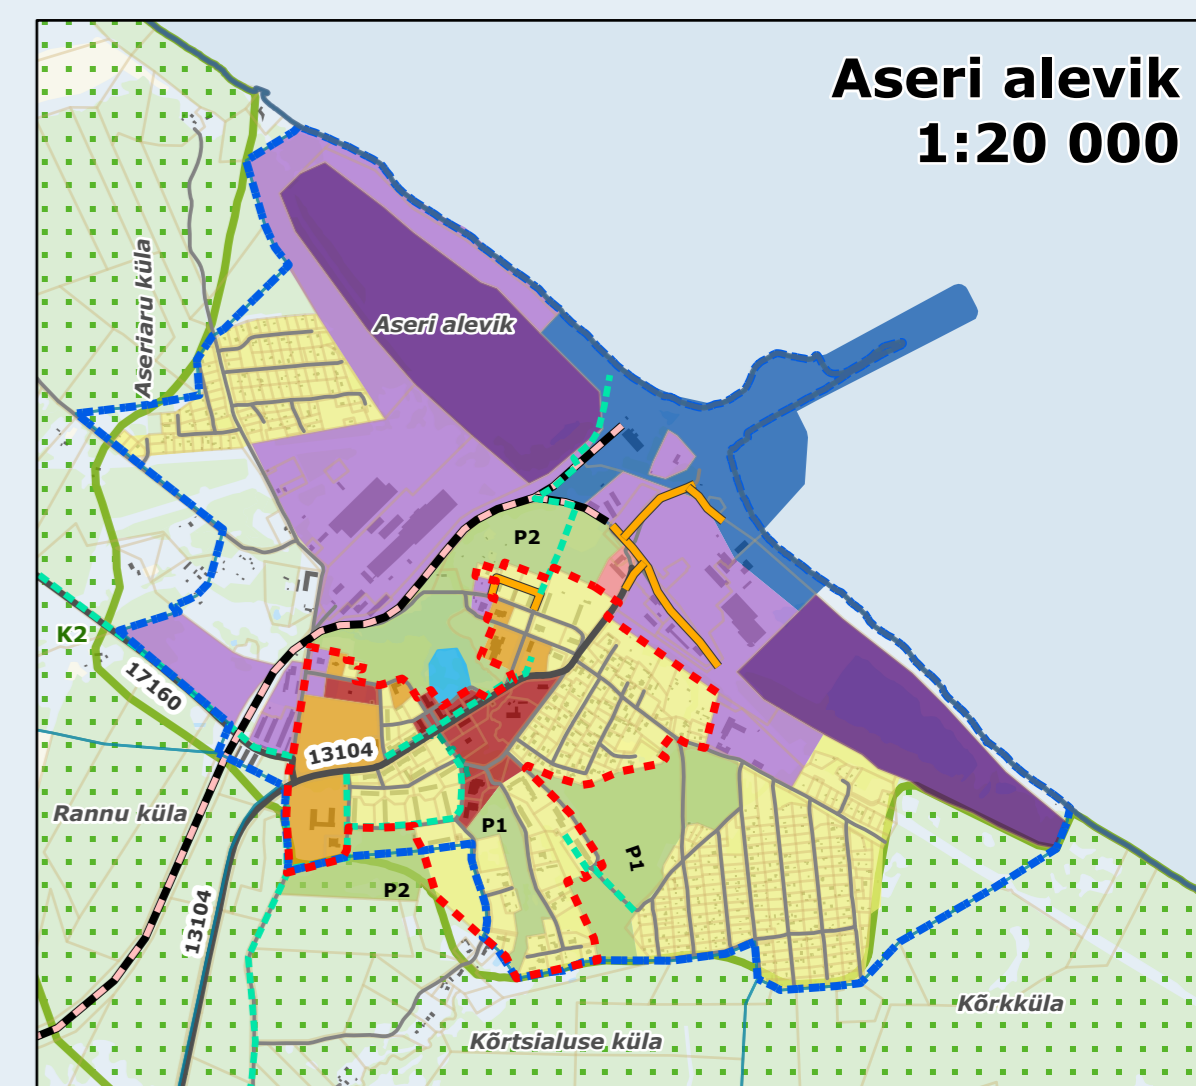 Aseri alevik
1:20 000
Aseriaru küla
Aseri alevik
P2
K2
17160
13104
Rannu küla
P1
P1
P2
13104
Kõrkküla
Kõrtsialuse küla